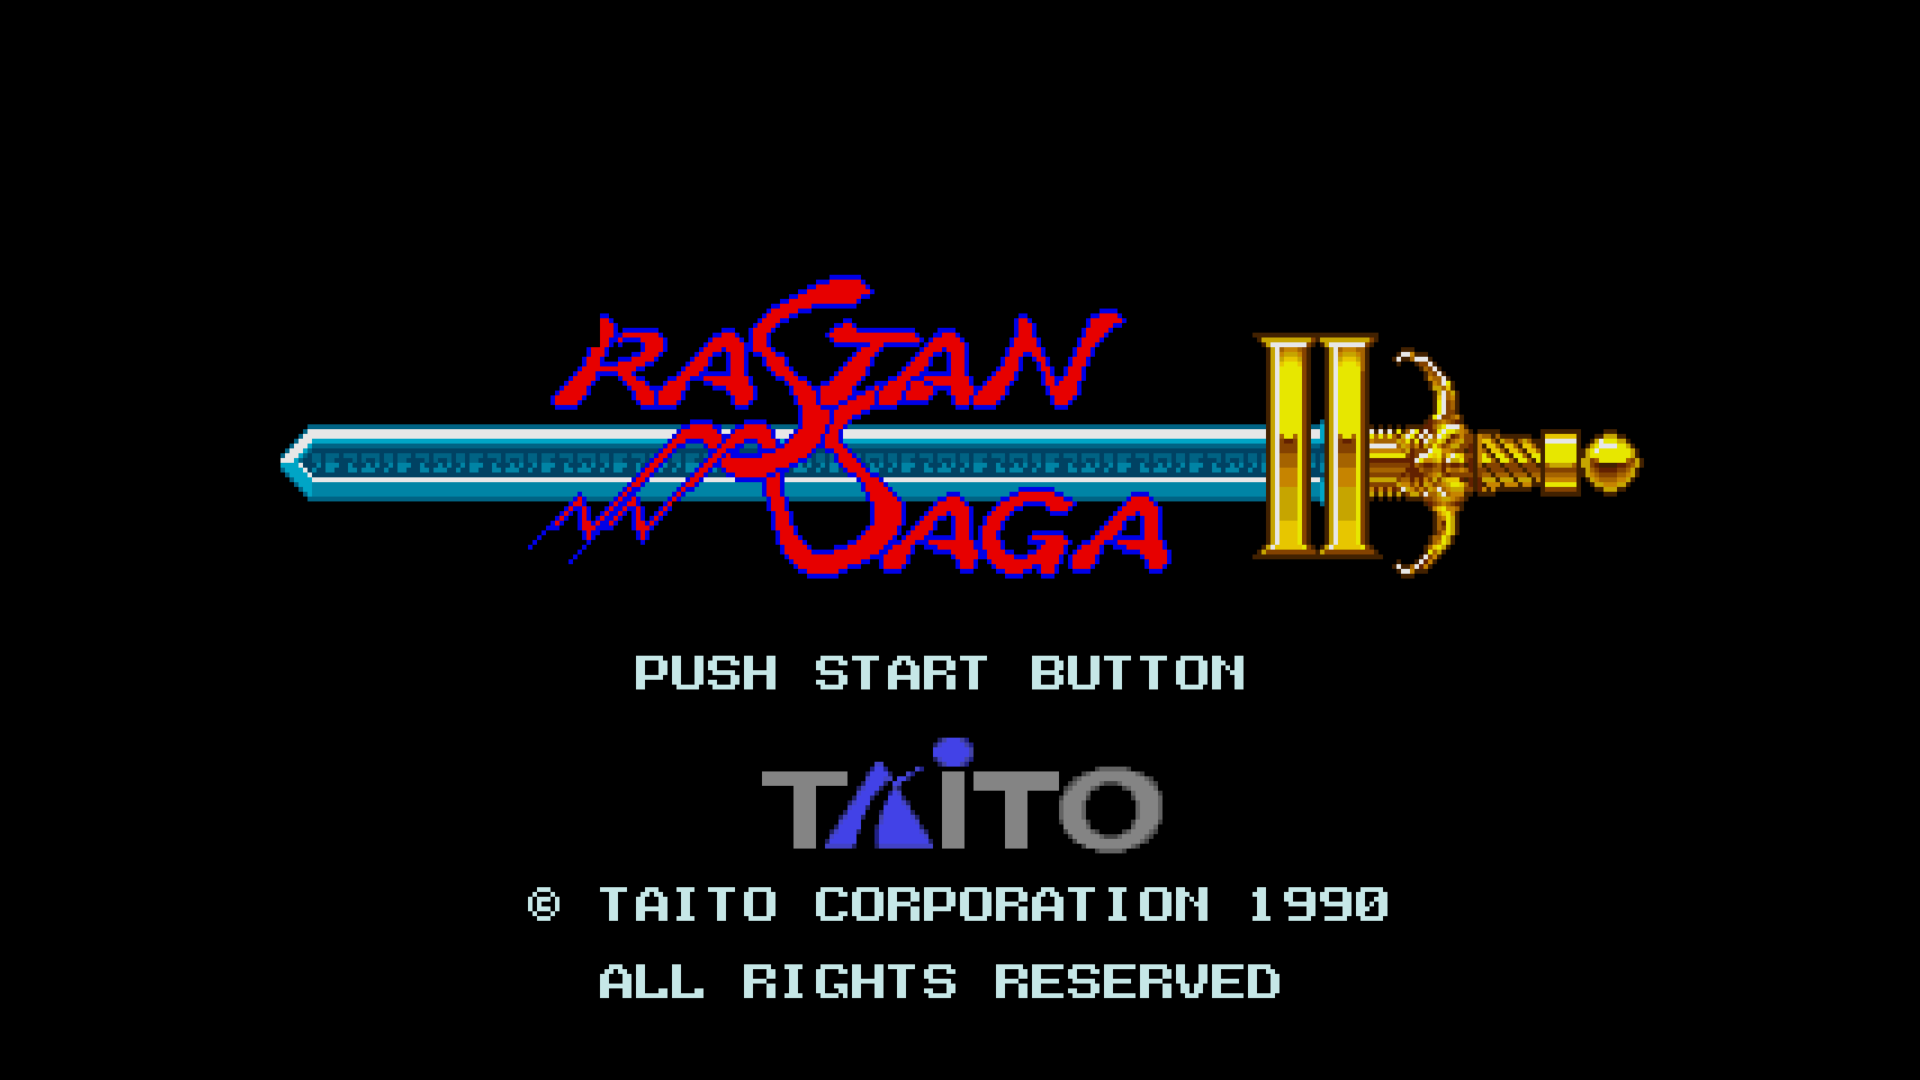 RASTAN
SAGA
II
PUSH START BUTTON
TAiTO
© TAITO CORPORATION 1990
ALL RIGHTS RESERVED